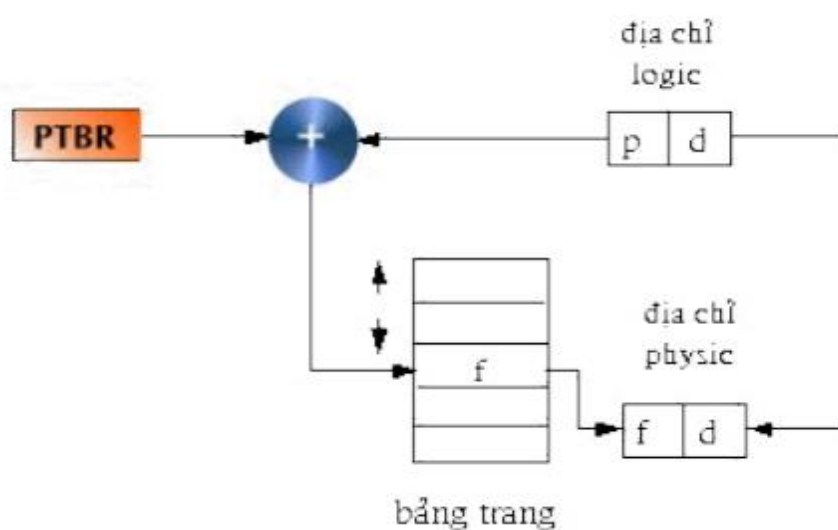 địa chỉ
logic
PTBR
+
p d
địa chỉ
physic
f
f d
bảng trang